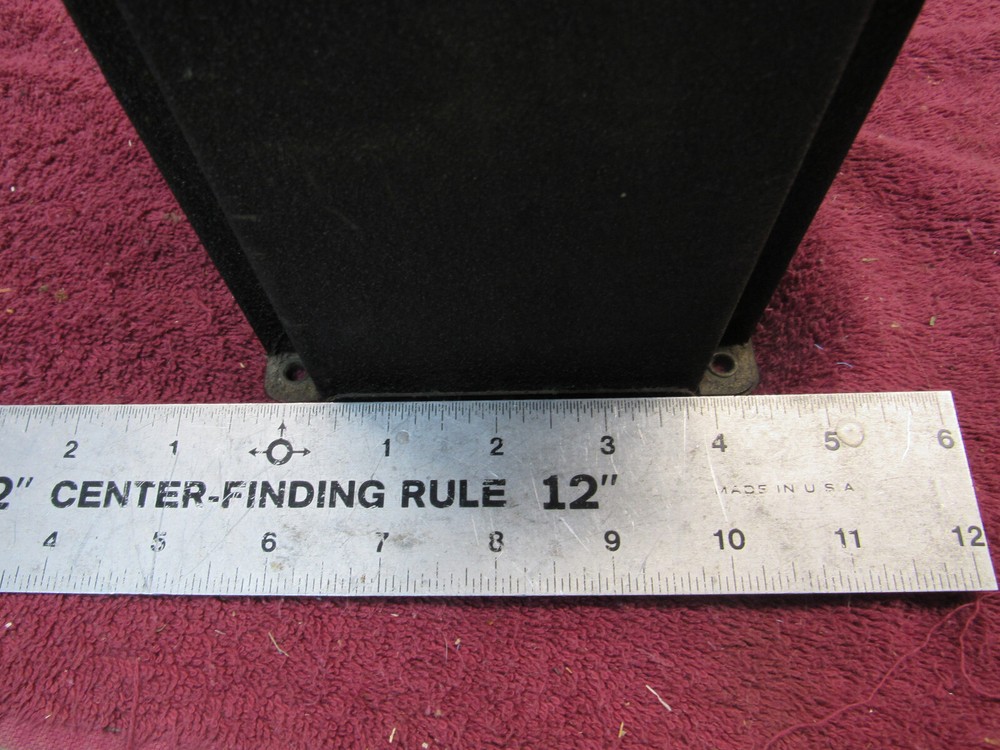 2 1 1 2 3 4 5 6
2" CENTER-FINDING RULE 12" MADE IN U S A
4 5 6 7 8 9 10 11 12